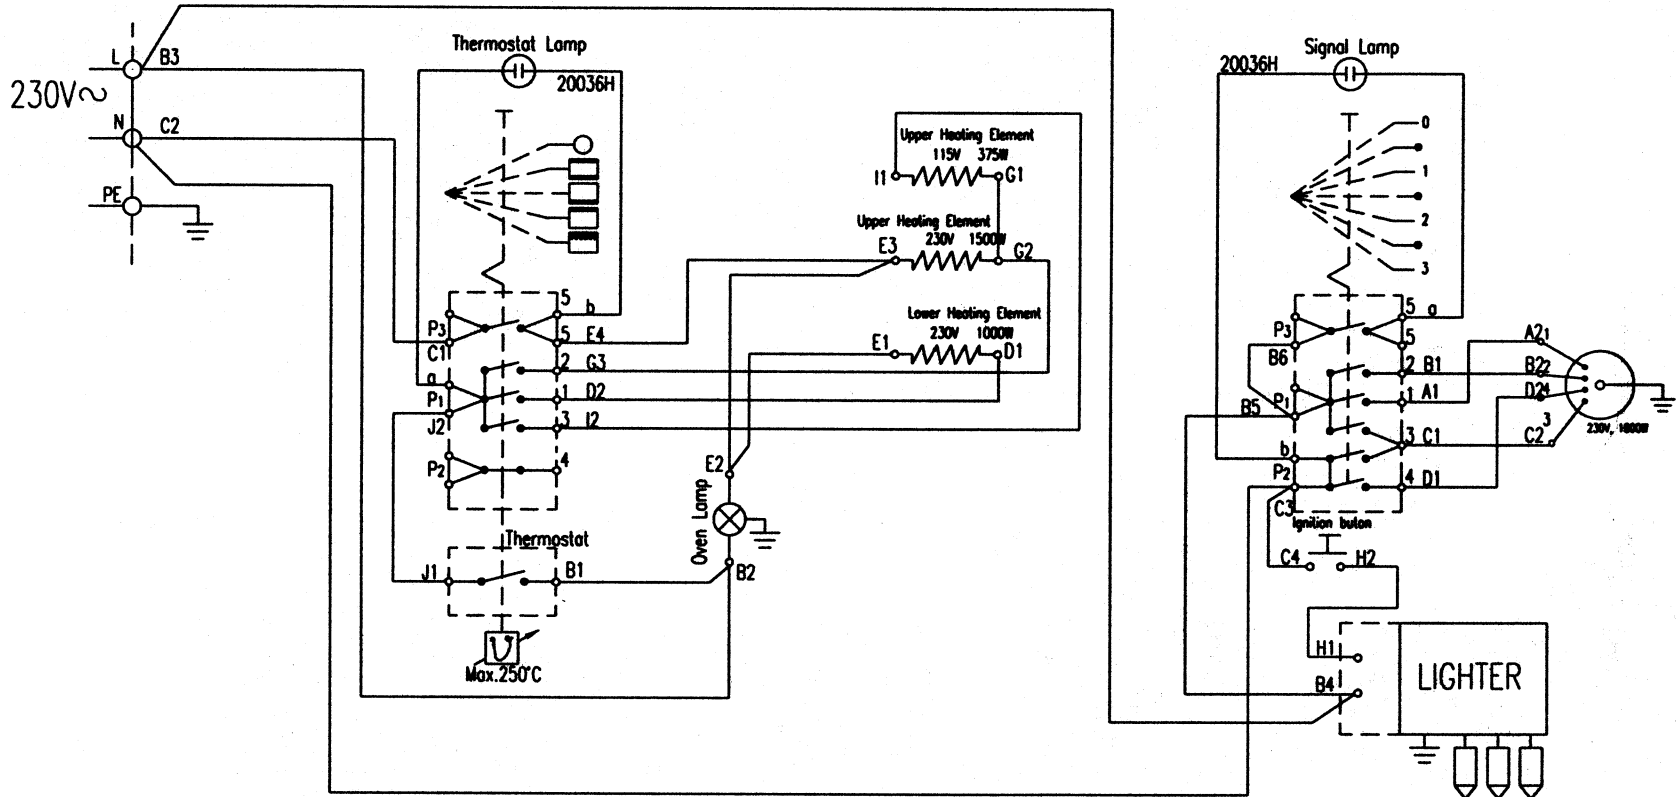 230V~
L
B3
N
C2
PE
Thermostat Lamp
20036H
5
b
P3
C1
5
E4
2
G3
a
P1
1
D2
J2
3
I2
P2
4
Thermostat
J1
B1
Max.250°C
Upper Heating Element
115V 375W
I1
G1
Upper Heating Element
230V 1500W
E3
G2
Lower Heating Element
230V 1000W
E1
D1
E2
Oven Lamp
B2
Signal Lamp
20036H
0
1
2
3
5
a
P3
B6
5
2
B1
P1
B5
1
A1
b
3
C1
P2
4
D1
C3
A2
1
B2
2
D2
4
C2
3
Ignition buton
C4
H2
H1
B4
LIGHTER